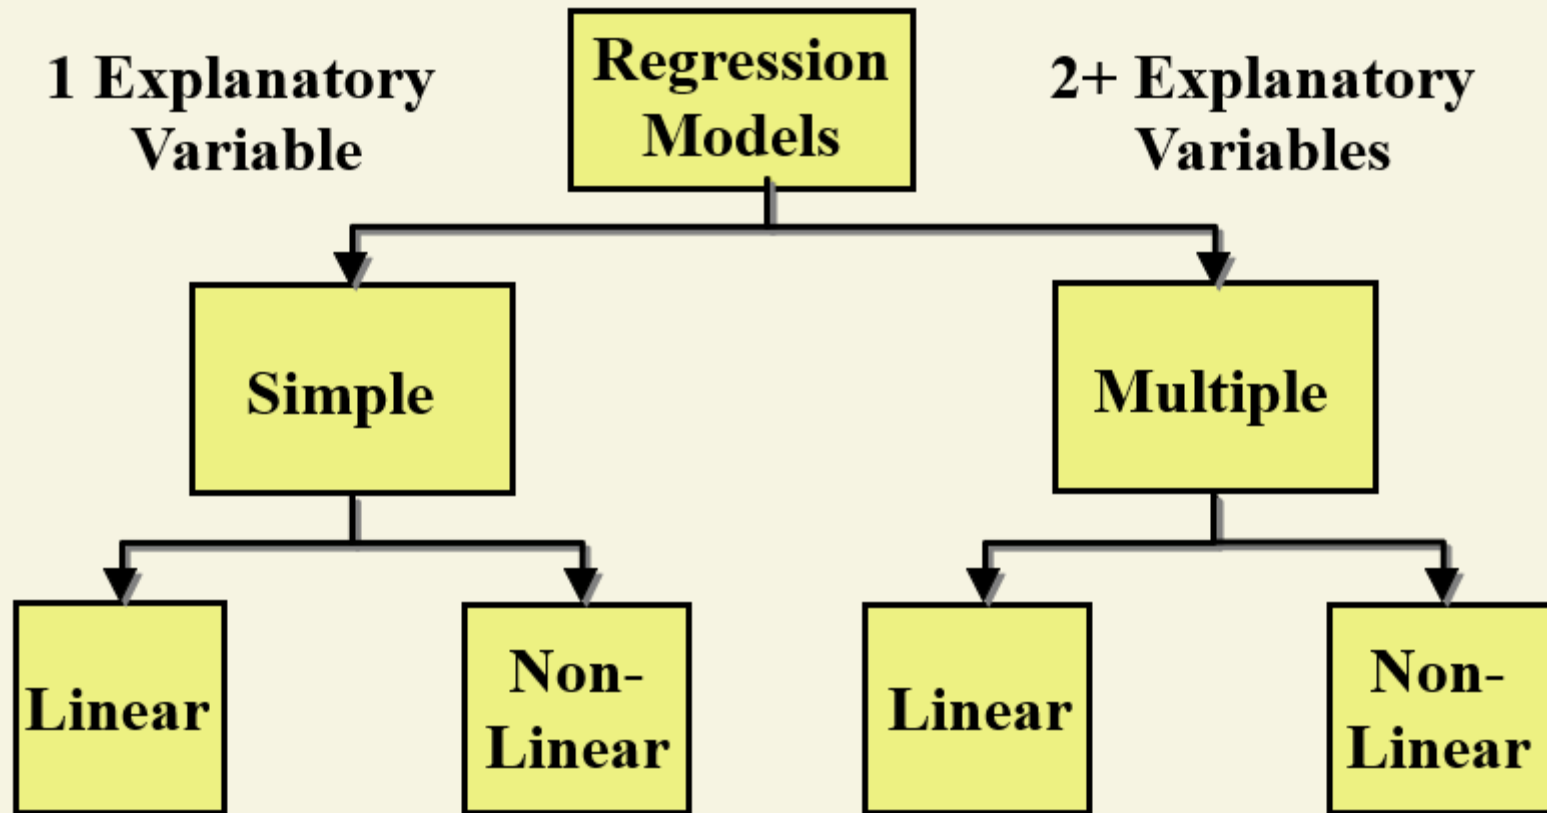 1 Explanatory
Variable
Regression
Models
2+ Explanatory
Variables
Simple
Multiple
Linear
Non-
Linear
Linear
Non-
Linear